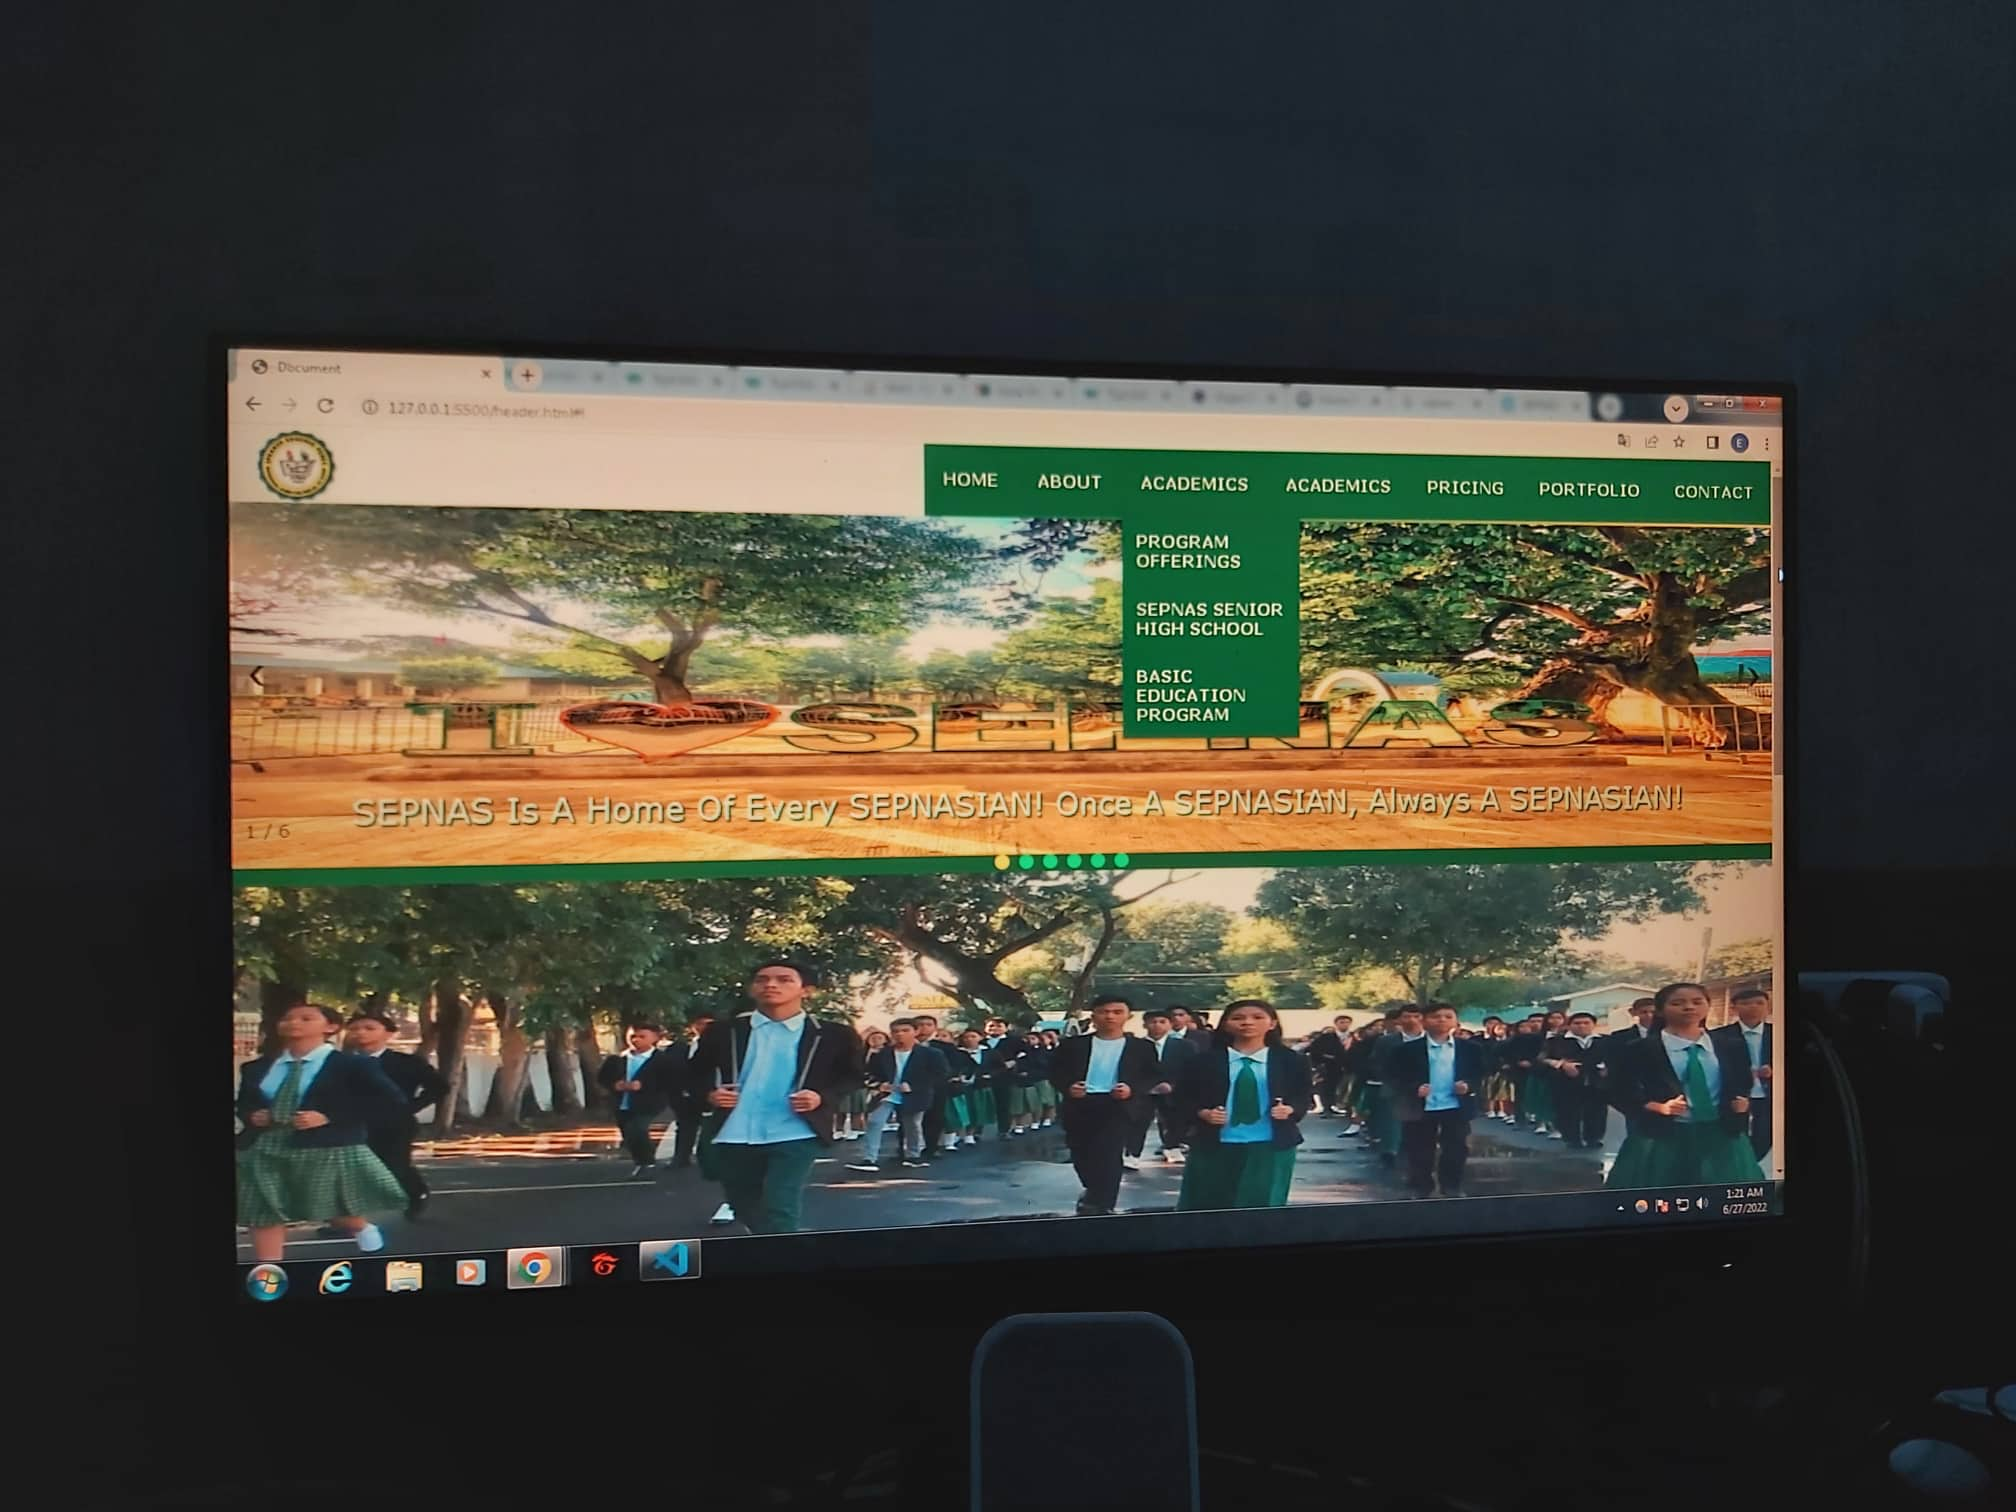 Document
127.0.0.1:5500/header.html#!
E
HOME ABOUT ACADEMICS ACADEMICS PRICING PORTFOLIO CONTACT
PROGRAM
OFFERINGS
SEPNAS SENIOR
HIGH SCHOOL
BASIC
EDUCATION
PROGRAM
I SEPNAS
SEPNAS Is A Home Of Every SEPNASIAN! Once A SEPNASIAN, Always A SEPNASIAN!
1 / 6
1:21 AM
6/27/2022